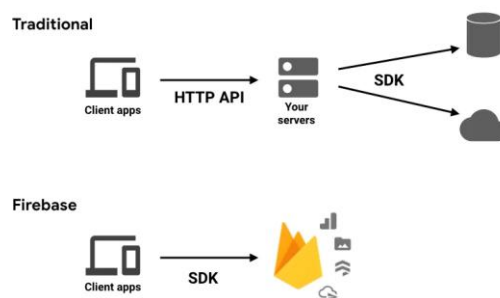 Traditional
Client apps
HTTP API
Your
servers
SDK
Firebase
Client apps
SDK